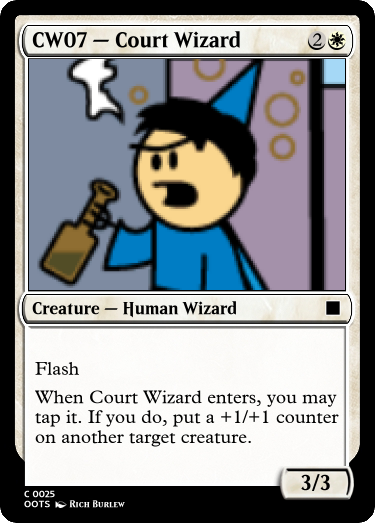 CW07 — Court Wizard 2
Creature — Human Wizard
Flash
When Court Wizard enters, you may
tap it. If you do, put a +1/+1 counter
on another target creature.
3/3
C 0025
OOTS Rich Burlew